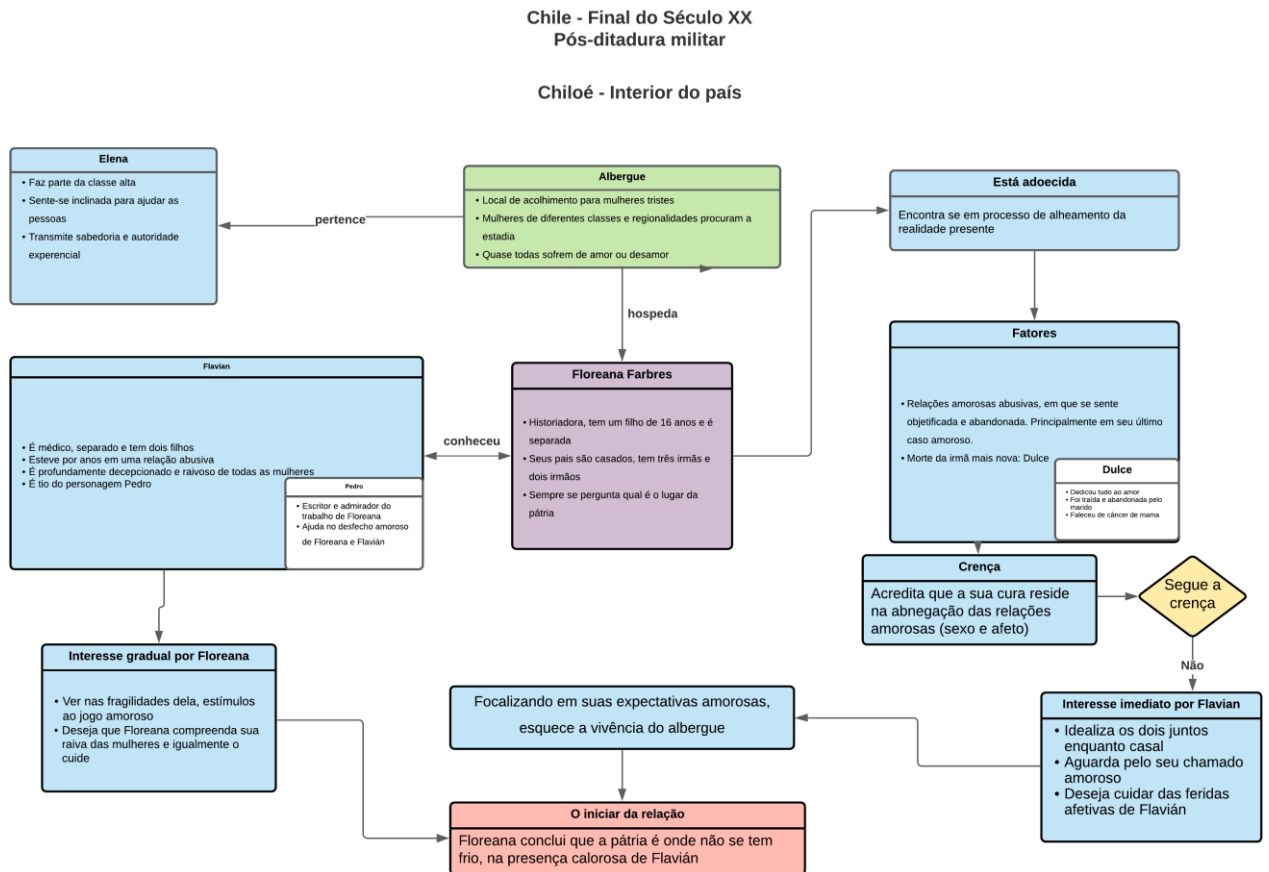 Chile - Final do Século XX
Pós-ditadura militar
Chiloé - Interior do país
Elena
• Faz parte da classe alta
• Sente-se inclinada para ajudar as
pessoas
• Transmite sabedoria e autoridade
experencial
pertence
Albergue
• Local de acolhimento para mulheres tristes
• Mulheres de diferentes classes e regionalidades procuram a
estadia
• Quase todas sofrem de amor ou desamor
hospeda
Está adoecida
Encontra se em processo de alheamento da
realidade presente
Flavian
• É médico, separado e tem dois filhos
• Esteve por anos em uma relação abusiva
• É profundamente decepcionado e raivoso de todas as mulheres
• É tio do personagem Pedro
Pedro
• Escritor e admirador do
trabalho de Floreana
• Ajuda no desfecho amoroso
de Floreana e Flavián
conheceu
Floreana Farbres
• Historiadora, tem um filho de 16 anos e é
separada
• Seus pais são casados, tem três irmãs e
dois irmãos
• Sempre se pergunta qual é o lugar da
pátria
Fatores
• Relações amorosas abusivas, em que se sente
objetificada e abandonada. Principalmente em seu último
caso amoroso.
• Morte da irmã mais nova: Dulce
Dulce
• Dedicou tudo ao amor
• Foi traída e abandonada pelo
marido
• Faleceu de câncer de mama
Crença
Acredita que a sua cura reside
na abnegação das relações
amorosas (sexo e afeto)
Segue a
crença
Não
Interesse gradual por Floreana
• Ver nas fragilidades dela, estímulos
ao jogo amoroso
• Deseja que Floreana compreenda sua
raiva das mulheres e igualmente o
cuide
Focalizando em suas expectativas amorosas,
esquece a vivência do albergue
Interesse imediato por Flavian
• Idealiza os dois juntos
enquanto casal
• Aguarda pelo seu chamado
amoroso
• Deseja cuidar das feridas
afetivas de Flavián
O iniciar da relação
Floreana conclui que a pátria é onde não se tem
frio, na presença calorosa de Flavián